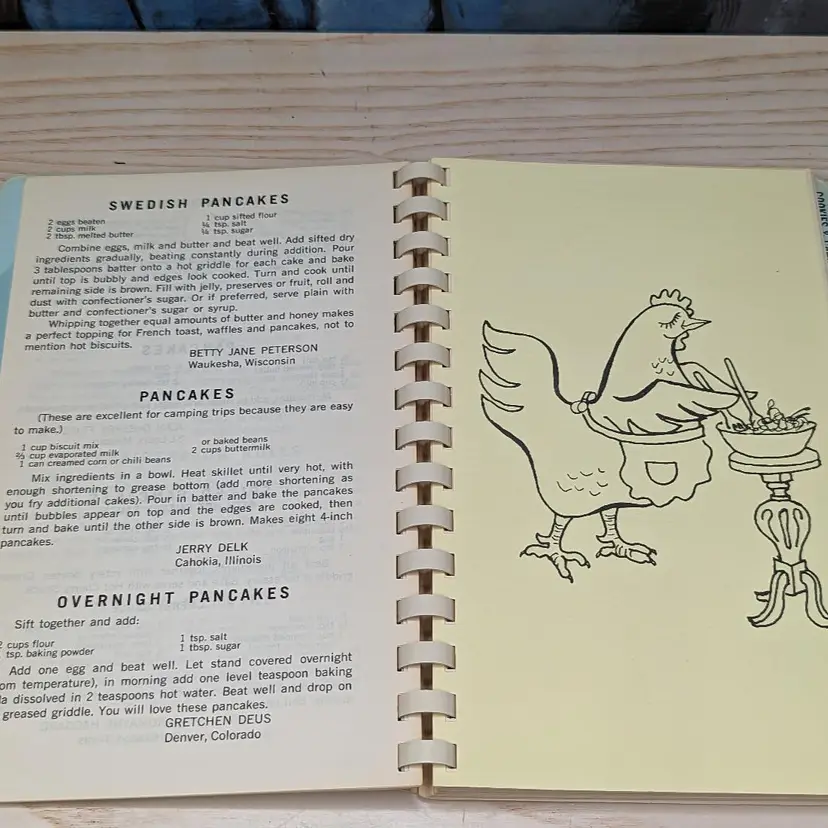 SWEDISH PANCAKES
2 eggs beaten 1 cup sifted flour
2 cups milk ¼ tsp. salt
2 tbsp. melted butter ¼ tsp. sugar
Combine eggs, milk and butter and beat well. Add sifted dry
ingredients gradually, beating constantly during addition. Pour
3 tablespoons batter onto a hot griddle for each cake and bake
until top is bubbly and edges look cooked. Turn and cook until
remaining side is brown. Fill with jelly, preserves or fruit, roll and
dust with confectioner's sugar. Or if preferred, serve plain with
butter and confectioner's sugar or syrup.
Whipping together equal amounts of butter and honey makes
a perfect topping for French toast, waffles and pancakes, not to
mention hot biscuits.
BETTY JANE PETERSON
Waukesha, Wisconsin
PANCAKES
(These are excellent for camping trips because they are easy
to make.)
1 cup biscuit mix or baked beans
⅔ cup evaporated milk 2 cups buttermilk
1 can creamed corn or chili beans
Mix ingredients in a bowl. Heat skillet until very hot, with
enough shortening to grease bottom (add more shortening as
you fry additional cakes). Pour in batter and bake the pancakes
until bubbles appear on top and the edges are cooked, then
turn and bake until the other side is brown. Makes eight 4-inch
pancakes.
JERRY DELK
Cahokia, Illinois
OVERNIGHT PANCAKES
Sift together and add:
2 cups flour 1 tsp. salt
tsp. baking powder 1 tbsp. sugar
Add one egg and beat well. Let stand covered overnight
om temperature), in morning add one level teaspoon baking
a dissolved in 2 teaspoons hot water. Beat well and drop on
greased griddle. You will love these pancakes.
GRETCHEN DEUS
Denver, Colorado
COOKIES